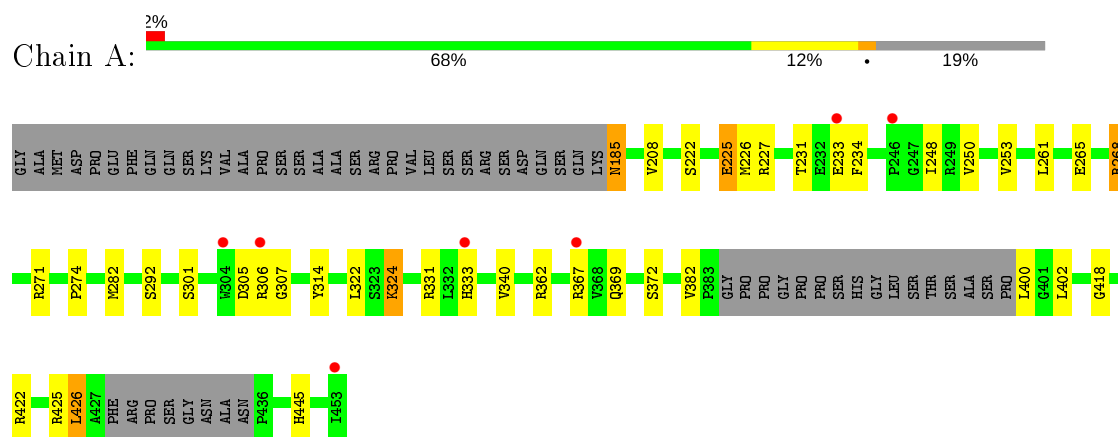 2%
Chain A:
68% 12% • 19%
GLY ALA MET ASP PRO GLU PHE GLN GLN SER LYS VAL ALA PRO SER SER ALA ALA SER ARG PRO VAL LEU SER SER ARG SER ASP GLN SER GLN LYS N185 V208 S222 E225 M226 R227 T231 E232 E233 F234 P246 G247 I248 R249 V250 V253 L261 E265 R268
R271 P274 M282 S292 S301 W304 D305 R306 G307 Y314 L322 S323 K324 R331 L332 H333 V340 R362 R367 V368 Q369 S372 V382 P383 GLY PRO PRO GLY PRO PRO SER HIS GLY LEU SER THR SER ALA SER PRO L400 G401 L402 G418
R422 R425 L426 A427 PHE ARG PRO SER GLY ASN ALA ASN P436 H445 I453